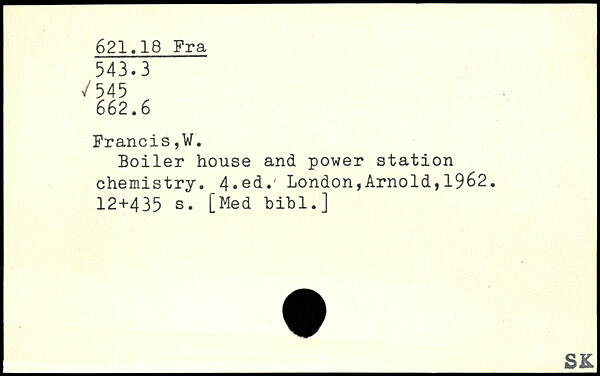 621.18 Fra
543.3
✓ 545
662.6
Francis,W.
Boiler house and power station
chemistry. 4.ed. London,Arnold,1962.
12+435 s. [Med bibl.]
SK